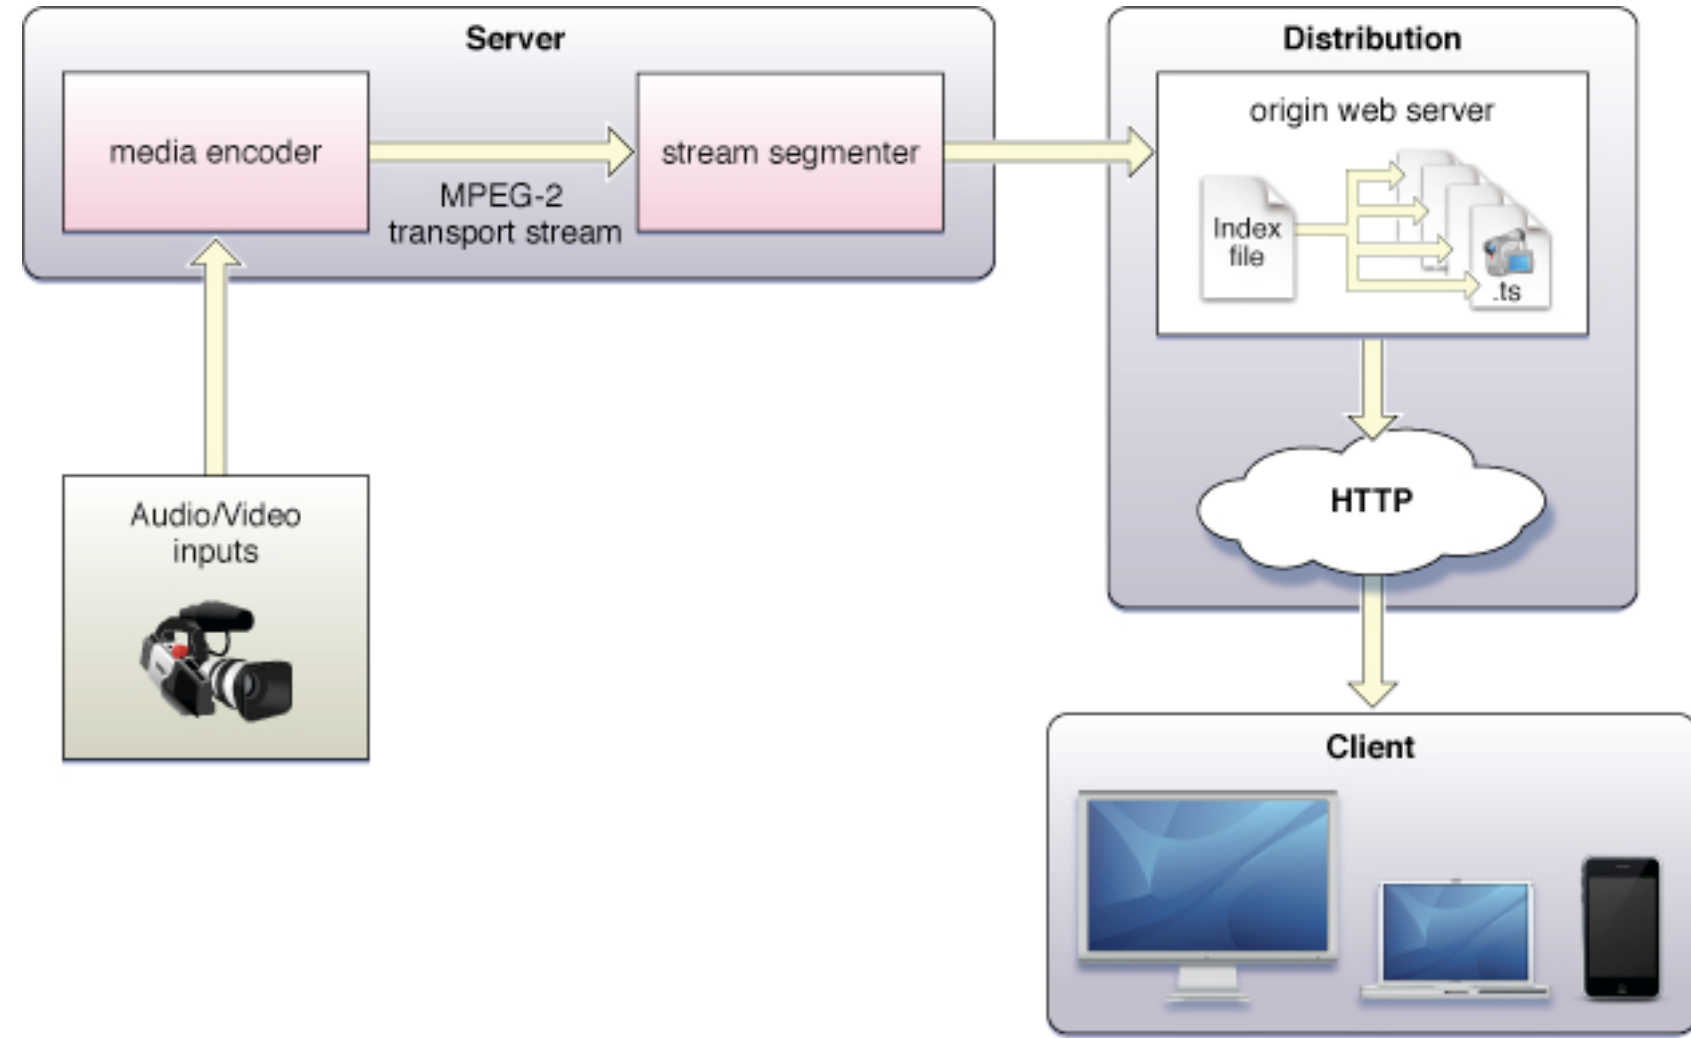 Server
media encoder
MPEG-2
transport stream
stream segmenter
Distribution
origin web server
Index
file
.ts
HTTP
Audio/Video
inputs
Client